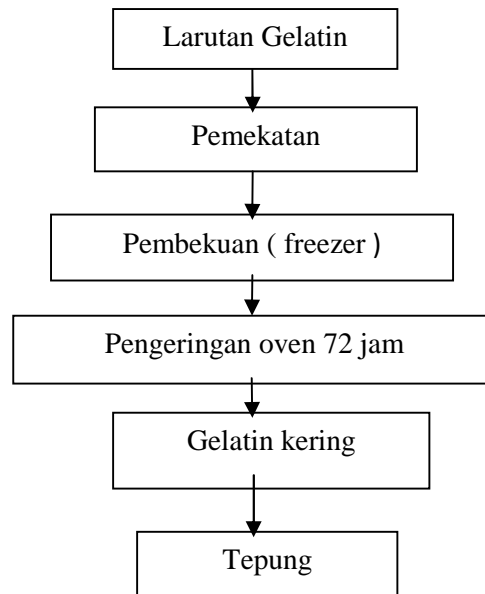 Larutan Gelatin
Pemekatan
Pembekuan ( freezer )
Pengeringan oven 72 jam
Gelatin kering
Tepung